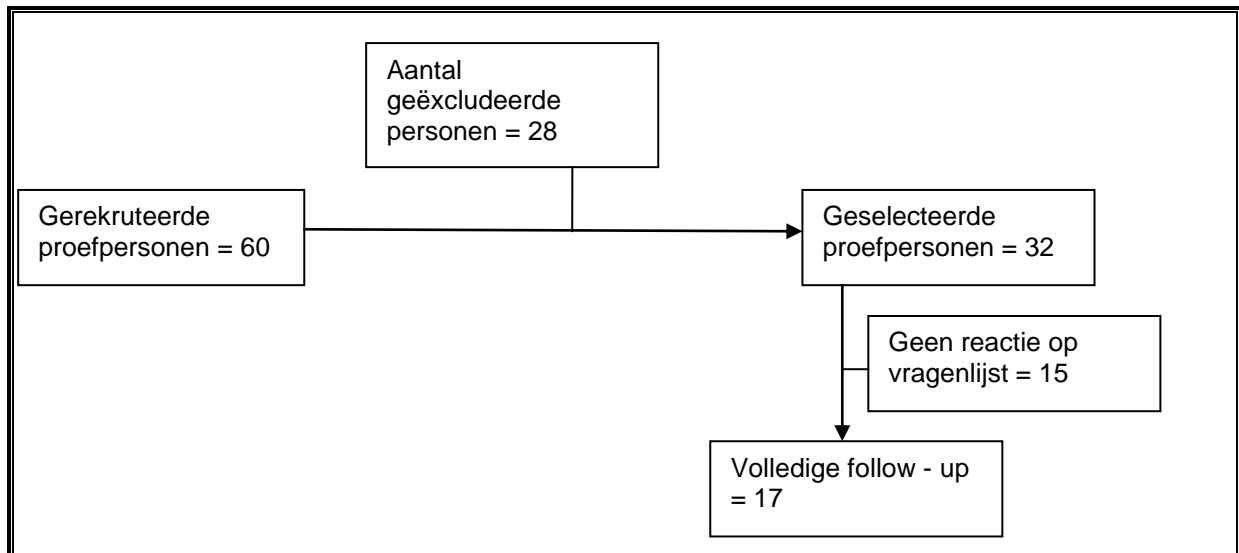 Aantal
geëxcludeerde
personen = 28
Gerekruteerde
proefpersonen = 60
Geselecteerde
proefpersonen = 32
Geen reactie op
vragenlijst = 15
Volledige follow - up
= 17